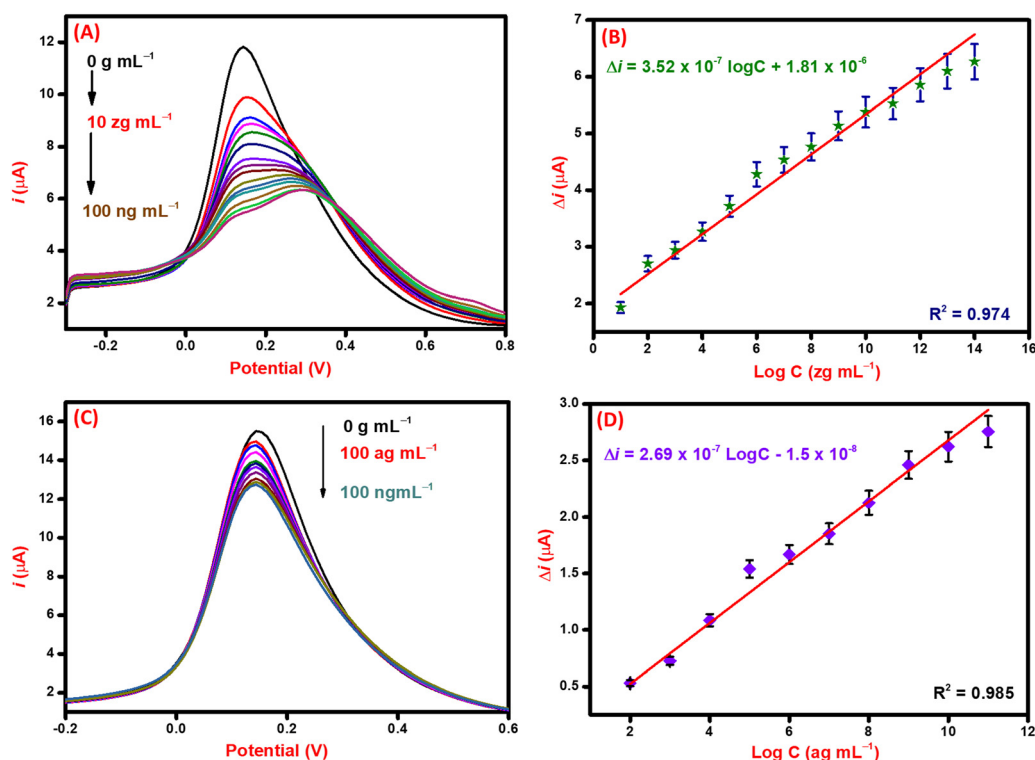 (A)
0 g mL⁻¹
10 zg mL⁻¹
100 ng mL⁻¹
12
10
8
6
4
2
i (µA)
-0.2
0.0
0.2
0.4
0.6
0.8
Potential (V)
(B)
Δi = 3.52 x 10⁻⁷ logC + 1.81 x 10⁻⁶
R² = 0.974
7
6
5
4
3
2
Δi (µA)
0
2
4
6
8
10
12
14
16
Log C (zg mL⁻¹)
(C)
0 g mL⁻¹
100 ag mL⁻¹
100 ngmL⁻¹
16
14
12
10
8
6
4
2
i (µA)
-0.2
0.0
0.2
0.4
0.6
Potential (V)
(D)
Δi = 2.69 x 10⁻⁷ LogC - 1.5 x 10⁻⁸
R² = 0.985
3.0
2.5
2.0
1.5
1.0
0.5
Δi (µA)
2
4
6
8
10
12
Log C (ag mL⁻¹)